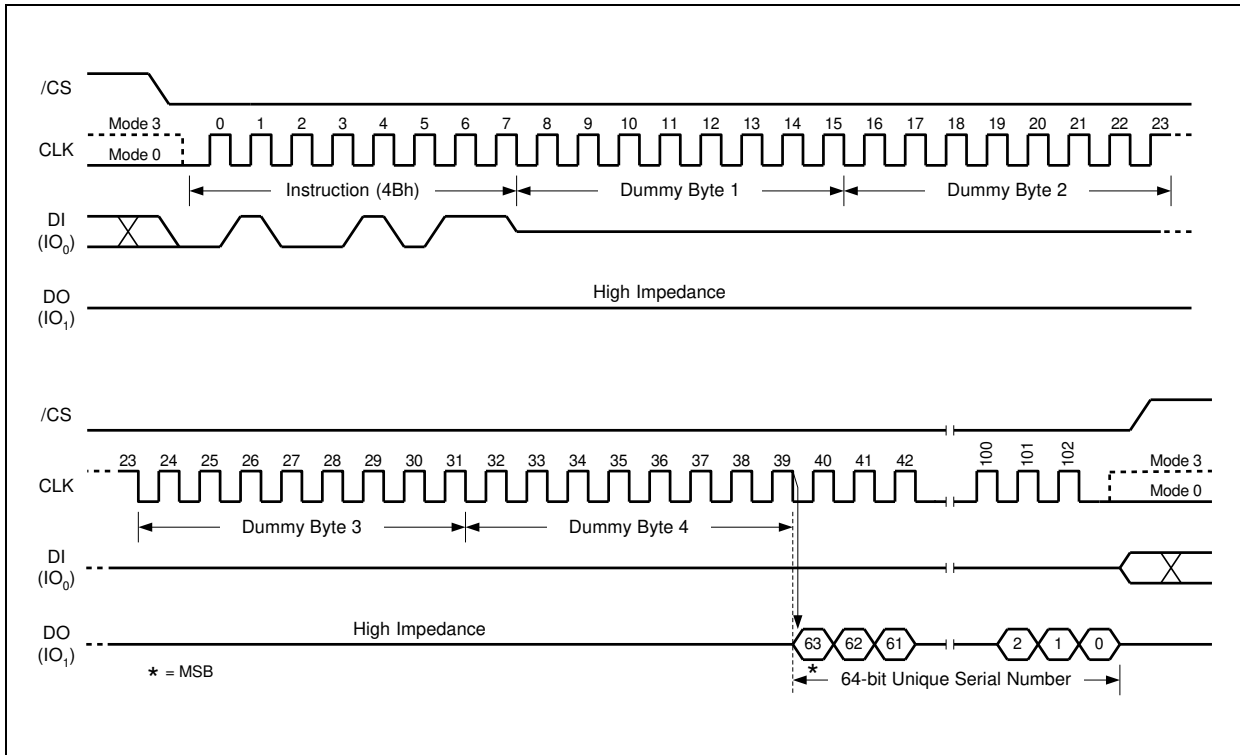 /CS
Mode 3
0 1 2 3 4 5 6 7 8 9 10 11 12 13 14 15 16 17 18 19 20 21 22 23
CLK
Mode 0
Instruction (4Bh)
Dummy Byte 1
Dummy Byte 2
DI
(IO0)
High Impedance
DO
(IO1)
/CS
23 24 25 26 27 28 29 30 31 32 33 34 35 36 37 38 39 40 41 42 100 101 102
Mode 3
CLK
Mode 0
Dummy Byte 3
Dummy Byte 4
DI
(IO0)
High Impedance
DO
(IO1)
63 62 61 2 1 0
* = MSB
*
64-bit Unique Serial Number